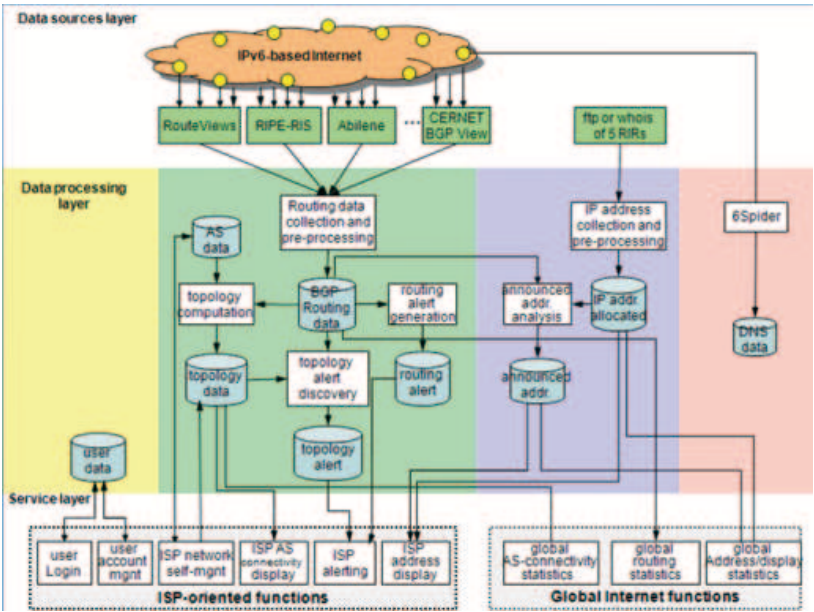 Data sources layer
IPv6-based Internet
RouteViews
RIPE-RIS
Abilene
...
CERNET
BGP View
ftp or whois
of 5 RIRs
Data processing
layer
Routing data
collection and
pre-processing
IP address
collection and
pre-processing
6Spider
AS
data
topology
computation
BGP
Routing
data
routing
alert
generation
announced
addr.
analysis
IP addr.
allocated
DNS
data
topology
data
topology
alert
discovery
routing
alert
announced
addr.
user
data
topology
alert
Service layer
user
Login
user
account
mgnt
ISP network
self-mgnt
ISP AS
connectivity
display
ISP
alerting
ISP
address
display
global
AS-connectivity
statistics
global
routing
statistics
global
Address/display
statistics
ISP-oriented functions
Global Internet functions